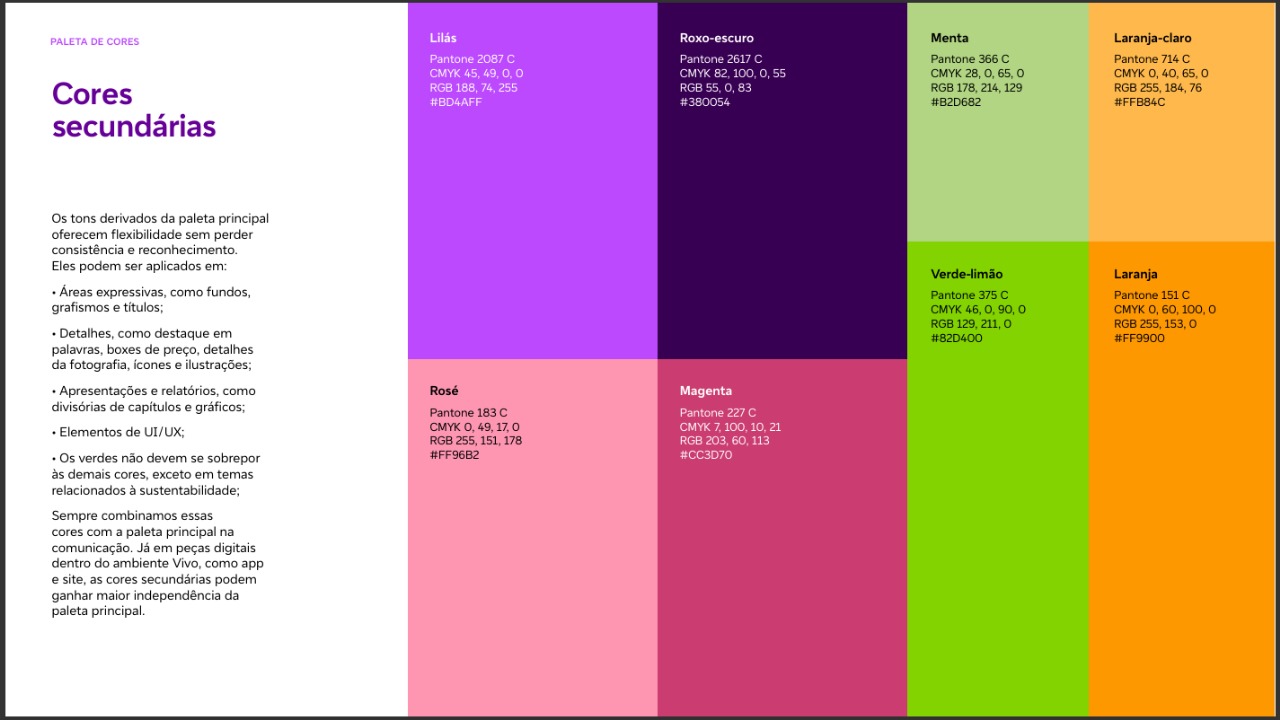 PALETA DE CORES
Cores
secundárias
Os tons derivados da paleta principal
oferecem flexibilidade sem perder
consistência e reconhecimento.
Eles podem ser aplicados em:
• Áreas expressivas, como fundos,
grafismos e títulos;
• Detalhes, como destaque em
palavras, boxes de preço, detalhes
da fotografia, ícones e ilustrações;
• Apresentações e relatórios, como
divisórias de capítulos e gráficos;
• Elementos de UI/UX;
• Os verdes não devem se sobrepor
às demais cores, exceto em temas
relacionados à sustentabilidade;
Sempre combinamos essas
cores com a paleta principal na
comunicação. Já em peças digitais
dentro do ambiente Vivo, como app
e site, as cores secundárias podem
ganhar maior independência da
paleta principal.
Lilás
Pantone 2087 C
CMYK 45, 49, 0, 0
RGB 188, 74, 255
#BD4AFF
Roxo-escuro
Pantone 2617 C
CMYK 82, 100, 0, 55
RGB 55, 0, 83
#380054
Menta
Pantone 366 C
CMYK 28, 0, 65, 0
RGB 178, 214, 129
#B2D682
Laranja-claro
Pantone 714 C
CMYK 0, 40, 65, 0
RGB 255, 184, 76
#FFB84C
Rosé
Pantone 183 C
CMYK 0, 49, 17, 0
RGB 255, 151, 178
#FF96B2
Magenta
Pantone 227 C
CMYK 7, 100, 10, 21
RGB 203, 60, 113
#CC3D70
Verde-limão
Pantone 375 C
CMYK 46, 0, 90, 0
RGB 129, 211, 0
#82D400
Laranja
Pantone 151 C
CMYK 0, 60, 100, 0
RGB 255, 153, 0
#FF9900